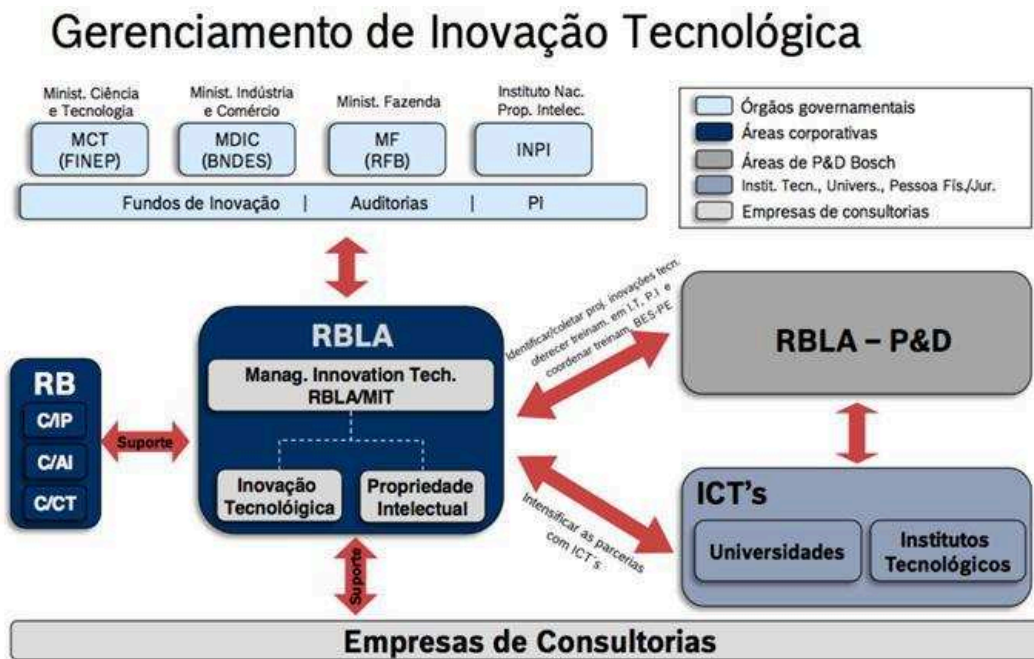 Gerenciamento de Inovação Tecnológica
Minist. Ciência
e Tecnologia
Minist. Indústria
e Comércio
Minist. Fazenda
Instituto Nac.
Prop. Intelec.
MCT
(FINEP)
MDIC
(BNDES)
MF
(RFB)
INPI
Fundos de Inovação | Auditorias | PI
Órgãos governamentais
Áreas corporativas
Áreas de P&D Bosch
Instit. Tecn., Univers., Pessoa Fís./Jur.
Empresas de consultorias
RB
C/IP
C/AI
C/CT
Suporte
RBLA
Manag. Innovation Tech.
RBLA/MIT
Inovação
Tecnolóigica
Propriedade
Intelectual
Identificar/coletar proj. inovações tecn.
oferecer treinam. em I.T, P.I e
coordenar treinam. BES-PE
RBLA – P&D
Intensificar as parcerias
com ICT´s
ICT's
Universidades
Institutos
Tecnológicos
Suporte
Empresas de Consultorias